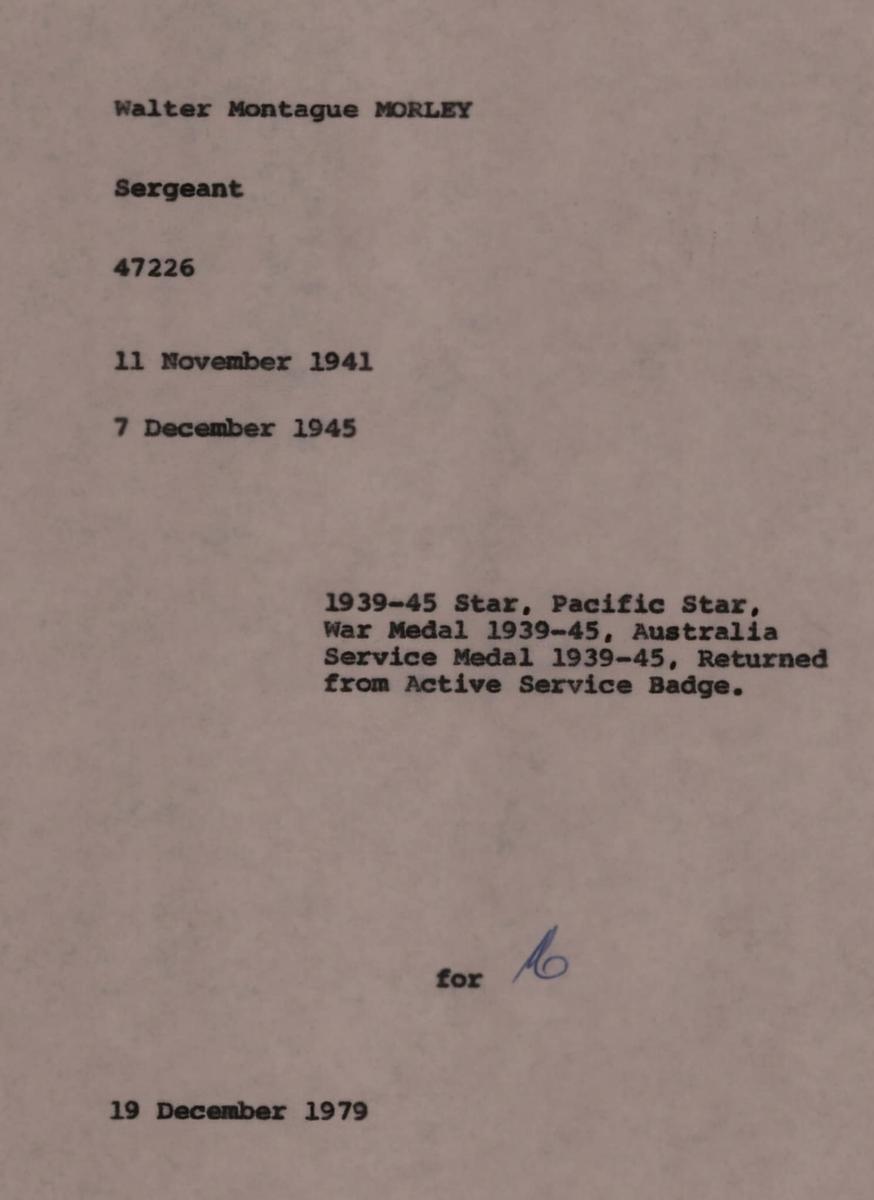 Walter Montague MORLEY
Sergeant
47226
11 November 1941
7 December 1945
1939-45 Star, Pacific Star,
War Medal 1939-45, Australia
Service Medal 1939-45, Returned
from Active Service Badge.
for
19 December 1979